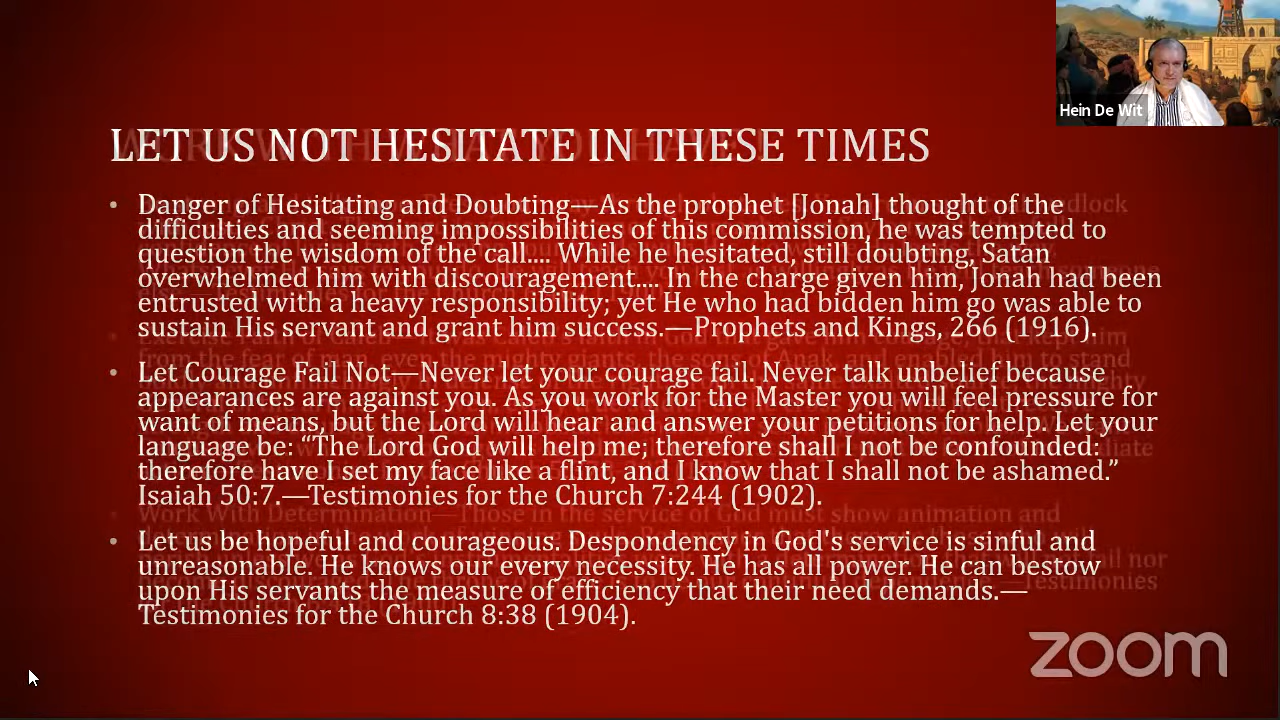 Hein De Wit
LET US NOT HESITATE IN THESE TIMES
• Danger of Hesitating and Doubting—As the prophet [Jonah] thought of the
difficulties and seeming impossibilities of this commission, he was tempted to
question the wisdom of the call.... While he hesitated, still doubting, Satan
overwhelmed him with discouragement.... In the charge given him, Jonah had been
entrusted with a heavy responsibility; yet He who had bidden him go was able to
sustain His servant and grant him success.—Prophets and Kings, 266 (1916).
• Let Courage Fail Not—Never let your courage fail. Never talk unbelief because
appearances are against you. As you work for the Master you will feel pressure for
want of means, but the Lord will hear and answer your petitions for help. Let your
language be: “The Lord God will help me; therefore shall I not be confounded:
therefore have I set my face like a flint, and I know that I shall not be ashamed.”
Isaiah 50:7.—Testimonies for the Church 7:244 (1902).
• Let us be hopeful and courageous. Despondency in God's service is sinful and
unreasonable. He knows our every necessity. He has all power. He can bestow
upon His servants the measure of efficiency that their need demands.—
Testimonies for the Church 8:38 (1904).
zoom